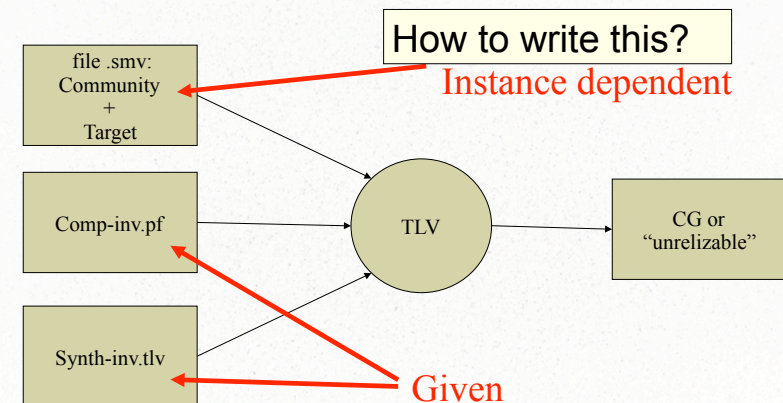 How to write this?
Instance dependent
file .smv:
Community
+
Target
Comp-inv.pf
Synth-inv.tlv
TLV
CG or
“unrelizable”
Given